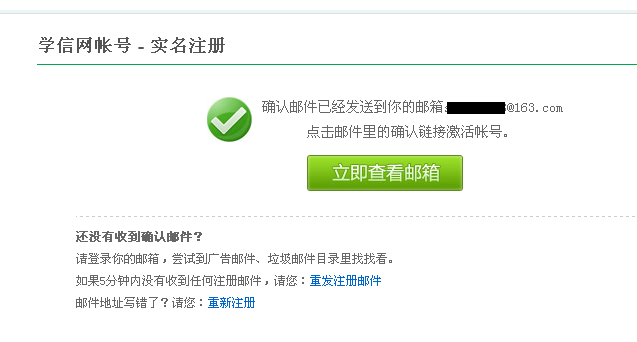 学信网帐号 - 实名注册
确认邮件已经发送到你的邮箱@163.com
点击邮件里的确认链接激活帐号。
立即查看邮箱
还没有收到确认邮件？
请登录你的邮箱，尝试到广告邮件、垃圾邮件目录里找找看。
如果5分钟内没有收到任何注册邮件，请您：重发注册邮件
邮件地址写错了？请您：重新注册